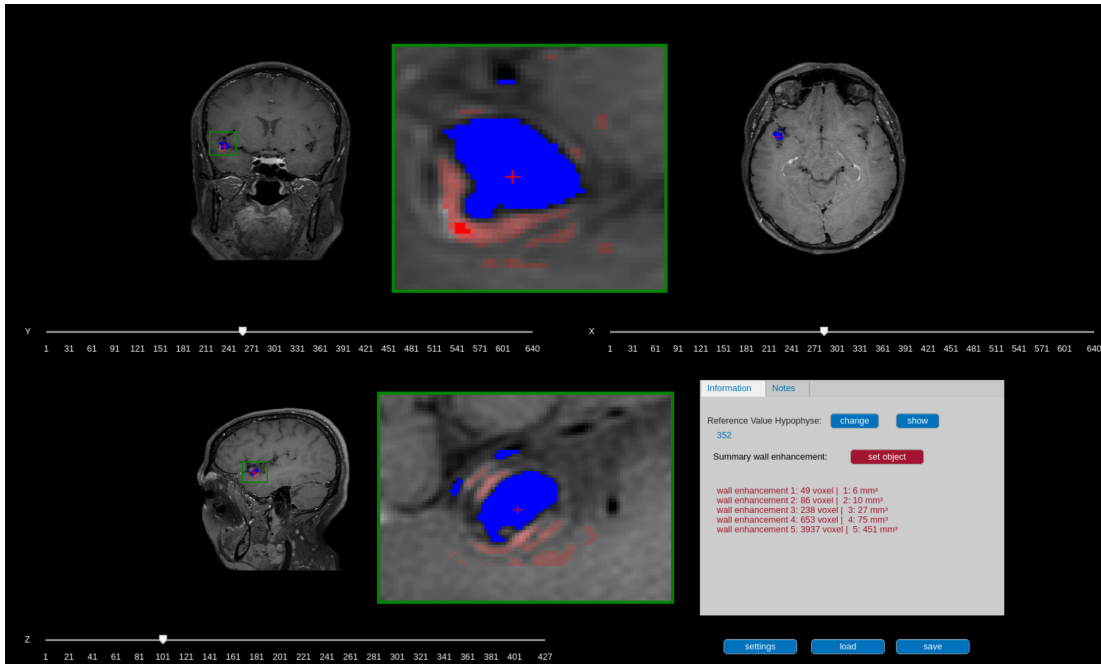 Y
1 31 61 91 121 151 181 211 241 271 301 331 361 391 421 451 481 511 541 571 601 640
X
1 31 61 91 121 151 181 211 241 271 301 331 361 391 421 451 481 511 541 571 601 640
Information Notes
Reference Value Hypophyse: change show
352
Summary wall enhancement: set object
wall enhancement 1: 49 voxel | 1: 6 mm³
wall enhancement 2: 86 voxel | 2: 10 mm³
wall enhancement 3: 238 voxel | 3: 27 mm³
wall enhancement 4: 653 voxel | 4: 75 mm³
wall enhancement 5: 3937 voxel | 5: 451 mm³
Z
1 21 41 61 81 101 121 141 161 181 201 221 241 261 281 301 321 341 361 381 401 427
settings load save